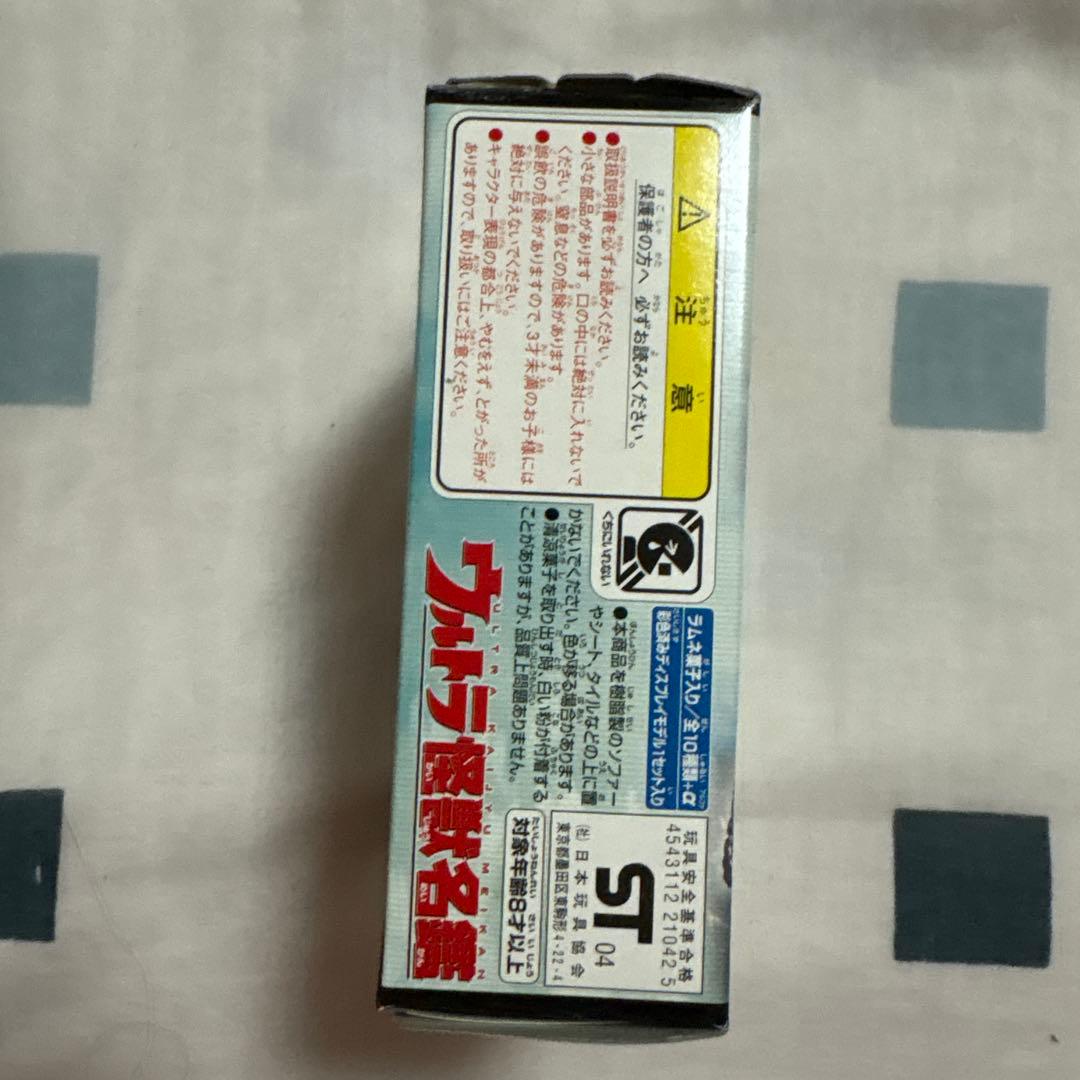 ⚠注意
保護者の方へ 必ずお読みください。
●取扱説明書を必ずお読みください。
●小さな部品があります。口の中には絶対に入れないで
ください。窒息などの危険があります。
●誤飲の危険がありますので、3才未満のお子様には
絶対に与えないでください。
●キャラクター表現の都合上、やむをえず、とがった所が
ありますので、取り扱いにはご注意ください。
くちにいれない
ラムネ菓子入り/全10種類+α
彩色済みディスプレイモデル1セット入り
●本商品を樹脂製のソファー
やシート、タイルなどの上に置
かないでください。色が移る場合があります。
●清涼菓子を取り出す時、白い粉が付着する
ことがありますが、品質上問題ありません。
ULTRA KAIJYU MEIKAN
ウルトラ怪獣名鑑
玩具安全基準合格
4543112 21042 5
ST 04
(社)日本玩具協会
東京都墨田区東駒形4-22-4
対象年齢8才以上